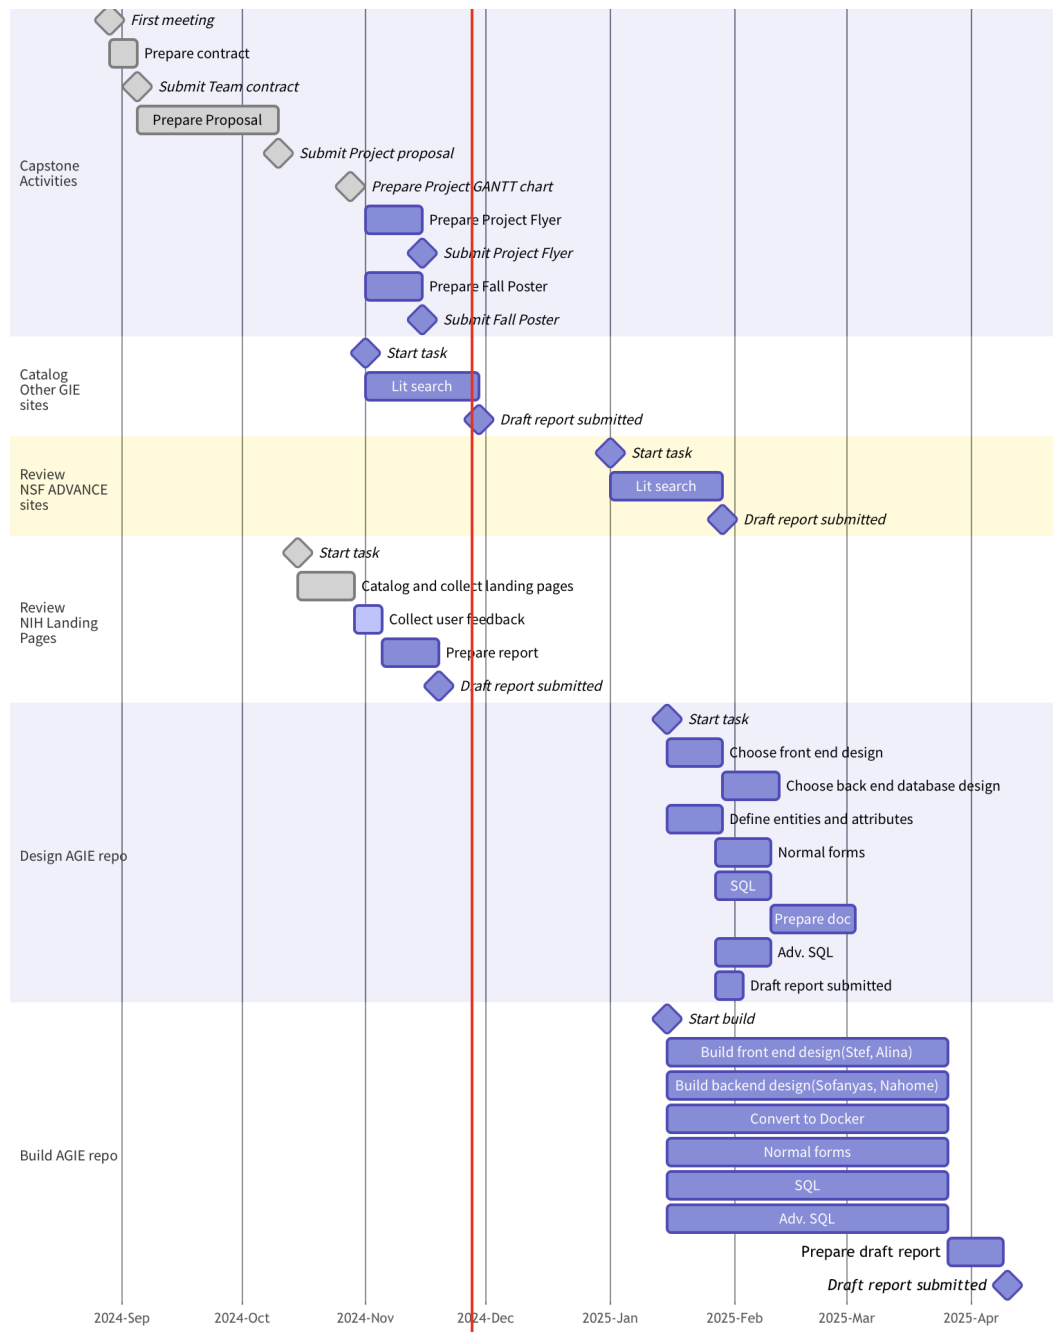 First meeting
Prepare contract
Submit Team contract
Prepare Proposal
Submit Project proposal
Prepare Project GANTT chart
Prepare Project Flyer
Submit Project Flyer
Prepare Fall Poster
Submit Fall Poster
Capstone
Activities
Start task
Lit search
Draft report submitted
Catalog
Other GIE
sites
Start task
Lit search
Draft report submitted
Review
NSF ADVANCE
sites
Start task
Catalog and collect landing pages
Collect user feedback
Prepare report
Draft report submitted
Review
NIH Landing
Pages
Start task
Choose front end design
Choose back end database design
Define entities and attributes
Normal forms
SQL
Prepare doc
Adv. SQL
Draft report submitted
Design AGIE repo
Start build
Build front end design(Stef, Alina)
Build backend design(Sofanyas, Nahome)
Convert to Docker
Normal forms
SQL
Adv. SQL
Prepare draft report
Draft report submitted
Build AGIE repo
2024-Sep
2024-Oct
2024-Nov
2024-Dec
2025-Jan
2025-Feb
2025-Mar
2025-Apr